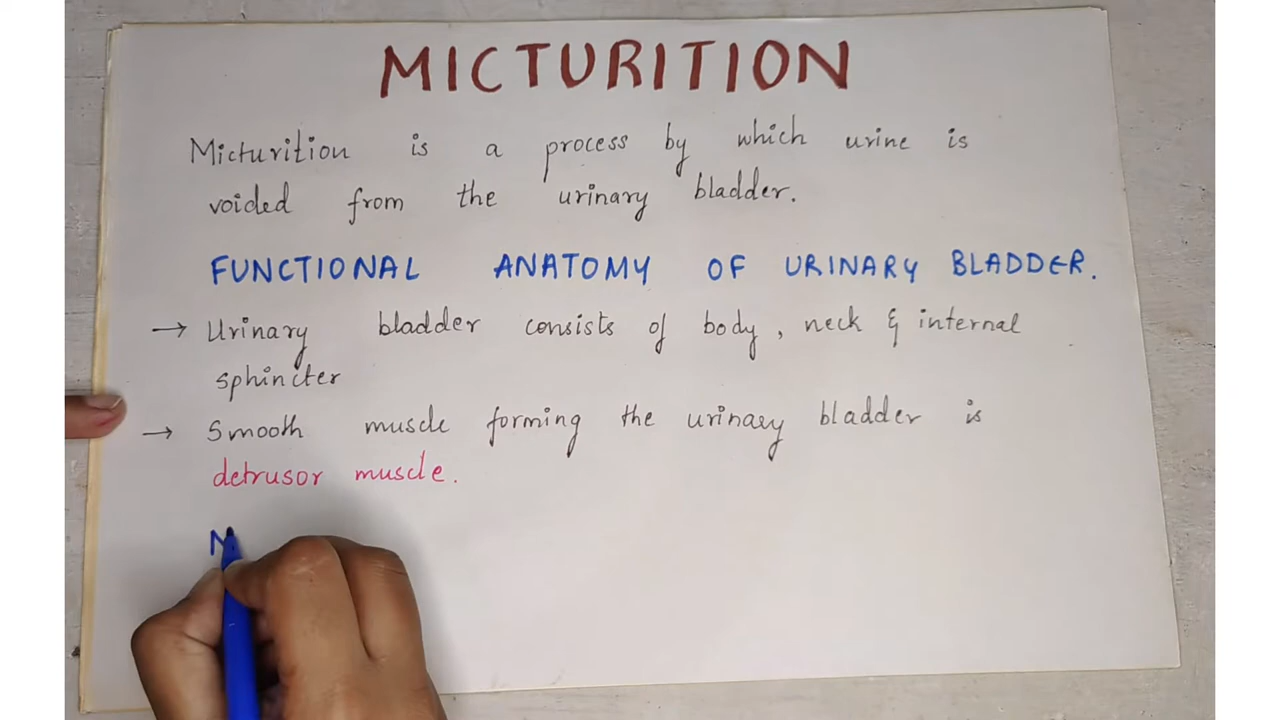 MICTURITION
Micturition is a process by which urine is
voided from the urinary bladder.
FUNCTIONAL ANATOMY OF URINARY BLADDER.
→ Urinary bladder consists of body, neck & internal
sphincter
→ Smooth muscle forming the urinary bladder is
detrusor muscle.
N